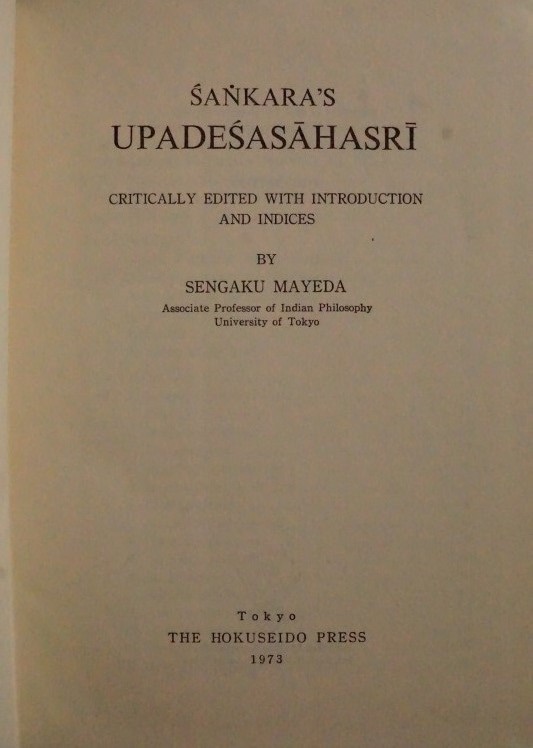 ŚAṄKARA'S
UPADEŚASĀHASRĪ
CRITICALLY EDITED WITH INTRODUCTION
AND INDICES
BY
SENGAKU MAYEDA
Associate Professor of Indian Philosophy
University of Tokyo
Tokyo
THE HOKUSEIDO PRESS
1973